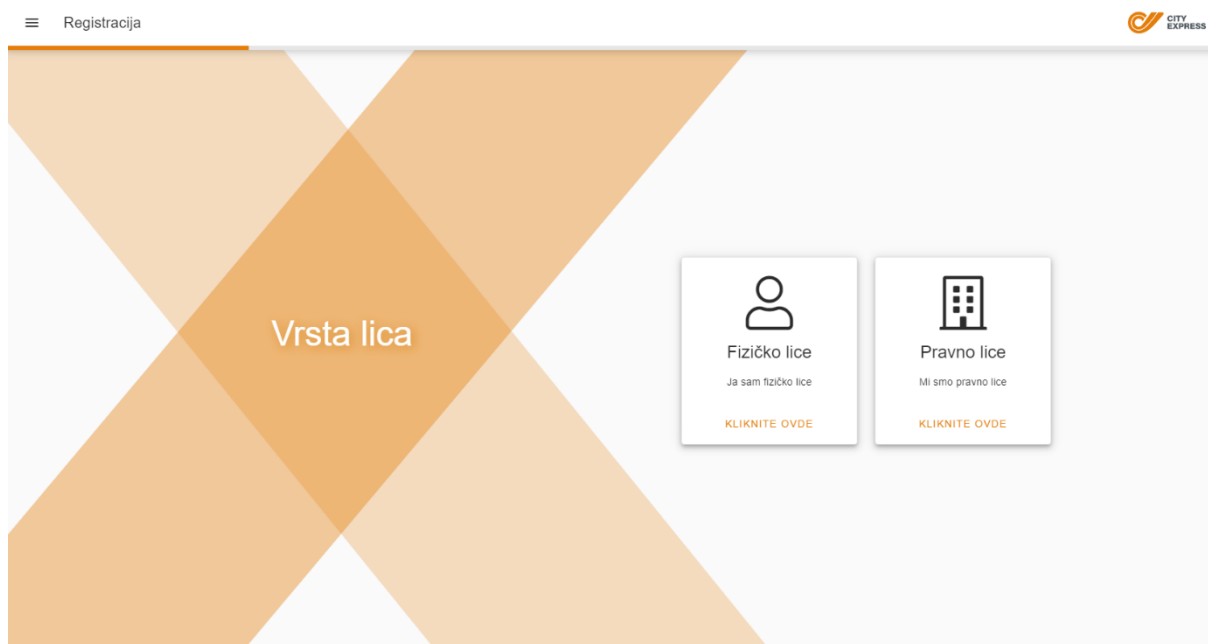 Registracija
CITY
EXPRESS
Vrsta lica
Fizičko lice
Ja sam fizičko lice
KLIKNITE OVDE
Pravno lice
Mi smo pravno lice
KLIKNITE OVDE